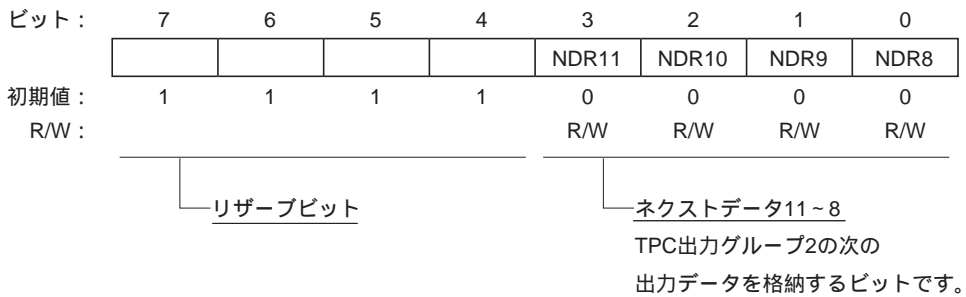 ビット： 7 6 5 4 3 2 1 0
NDR11 NDR10 NDR9 NDR8
初期値： 1 1 1 1 0 0 0 0
R/W： R/W R/W R/W R/W
リザーブビット
ネクストデータ11～8
TPC出力グループ2の次の
出力データを格納するビットです。